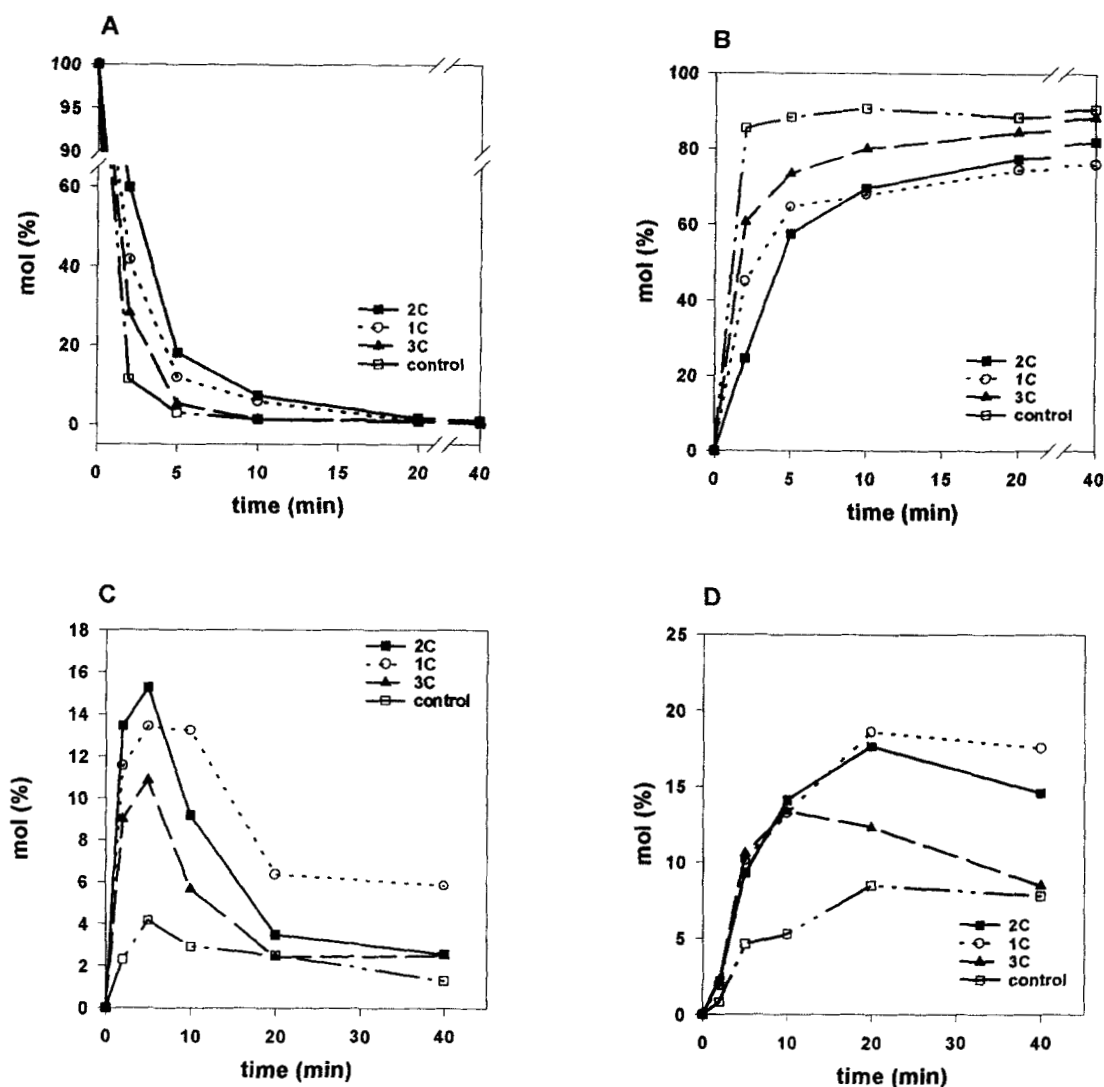 A
mol (%)
100
95
90
60
40
20
0
2C
1C
3C
control
0 5 10 15 20 40
time (min)
B
mol (%)
100
80
60
40
20
0
2C
1C
3C
control
0 5 10 15 20 40
time (min)
C
mol (%)
18
16
14
12
10
8
6
4
2
0
2C
1C
3C
control
0 10 20 30 40
time (min)
D
mol (%)
25
20
15
10
5
0
2C
1C
3C
control
0 10 20 30 40
time (min)